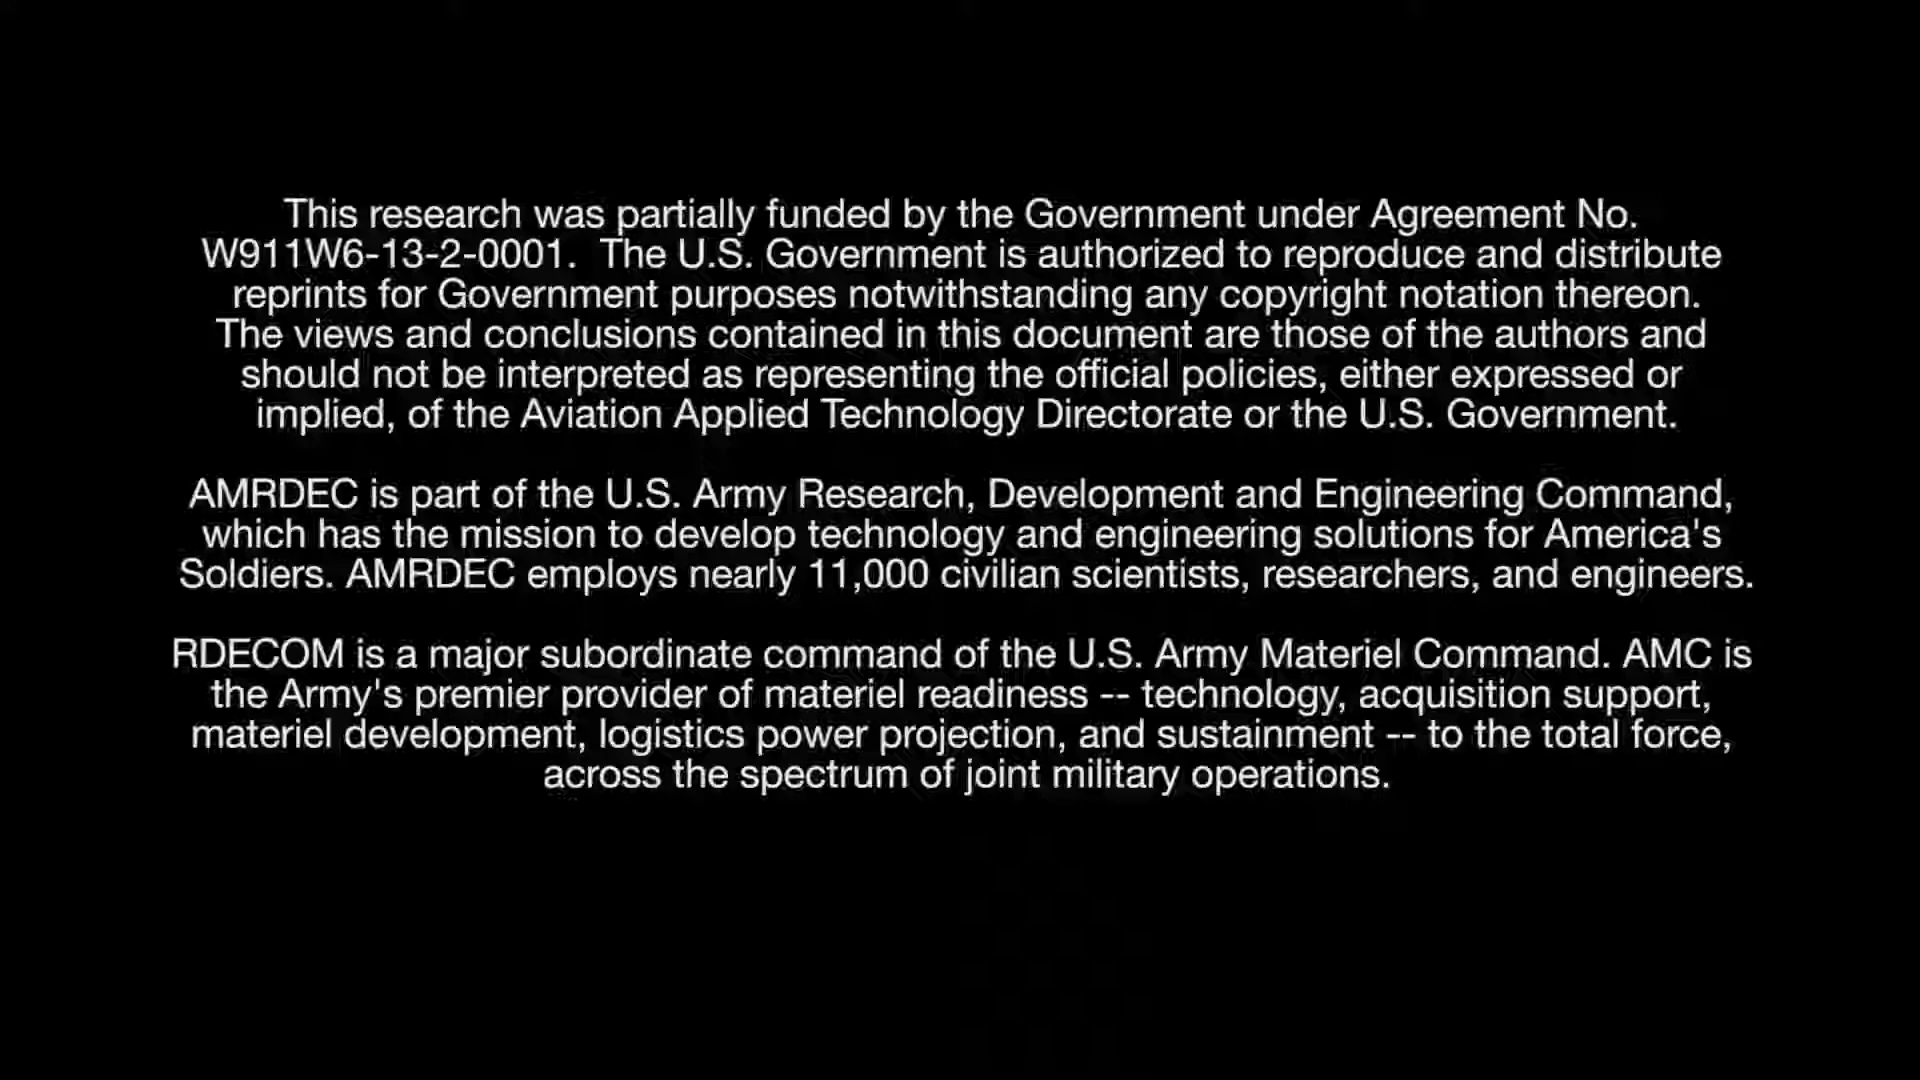 This research was partially funded by the Government under Agreement No.
W911W6-13-2-0001.  The U.S. Government is authorized to reproduce and distribute
reprints for Government purposes notwithstanding any copyright notation thereon.
The views and conclusions contained in this document are those of the authors and
should not be interpreted as representing the official policies, either expressed or
implied, of the Aviation Applied Technology Directorate or the U.S. Government.
AMRDEC is part of the U.S. Army Research, Development and Engineering Command,
which has the mission to develop technology and engineering solutions for America's
Soldiers. AMRDEC employs nearly 11,000 civilian scientists, researchers, and engineers.
RDECOM is a major subordinate command of the U.S. Army Materiel Command. AMC is
the Army's premier provider of materiel readiness -- technology, acquisition support,
materiel development, logistics power projection, and sustainment -- to the total force,
across the spectrum of joint military operations.